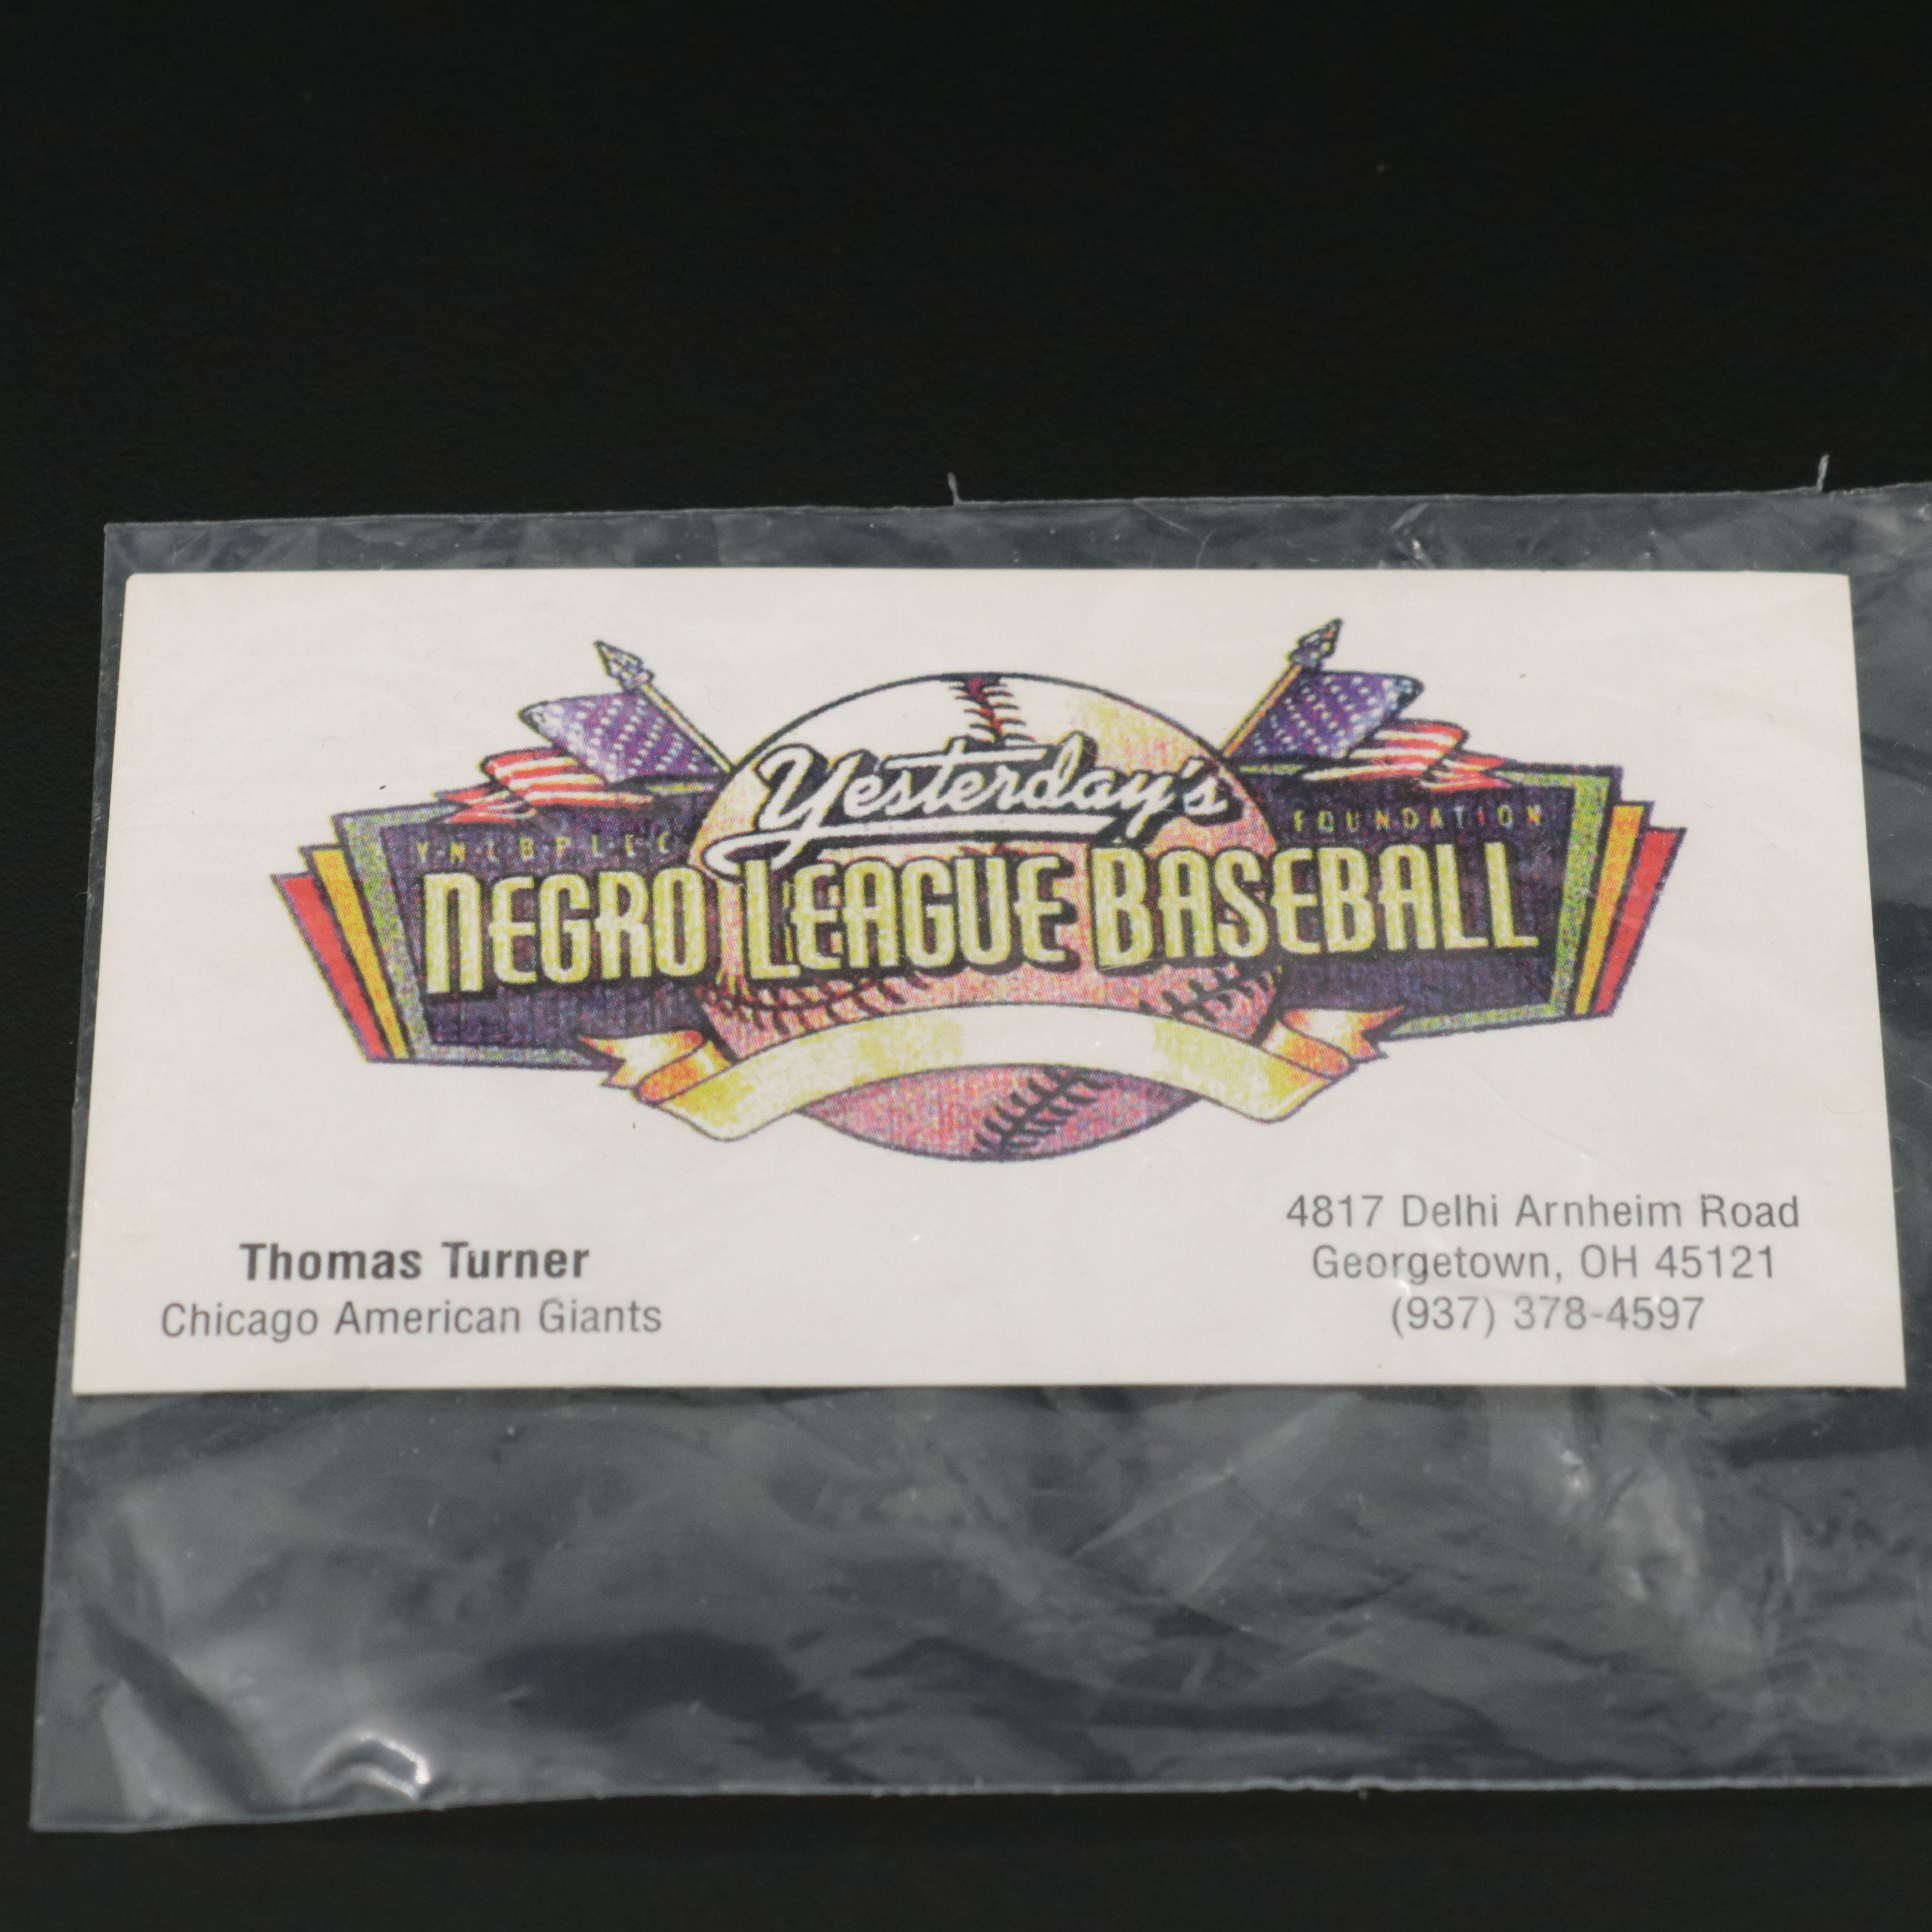 Yesterday's
Y·N·L·B·P·L·L·C FOUNDATION
NEGRO LEAGUE BASEBALL
Thomas Turner
Chicago American Giants
4817 Delhi Arnheim Road
Georgetown, OH 45121
(937) 378-4597